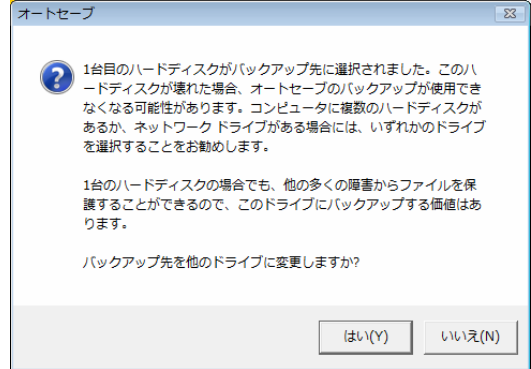 オートセーブ
1台目のハードディスクがバックアップ先に選択されました。このハ
ードディスクが壊れた場合、オートセーブのバックアップが使用でき
なくなる可能性があります。コンピュータに複数のハードディスクが
あるか、ネットワーク ドライブがある場合には、いずれかのドライブ
を選択することをお勧めします。
1台のハードディスクの場合でも、他の多くの障害からファイルを保
護することができるので、このドライブにバックアップする価値はあ
ります。
バックアップ先を他のドライブに変更しますか?
はい(Y) いいえ(N)